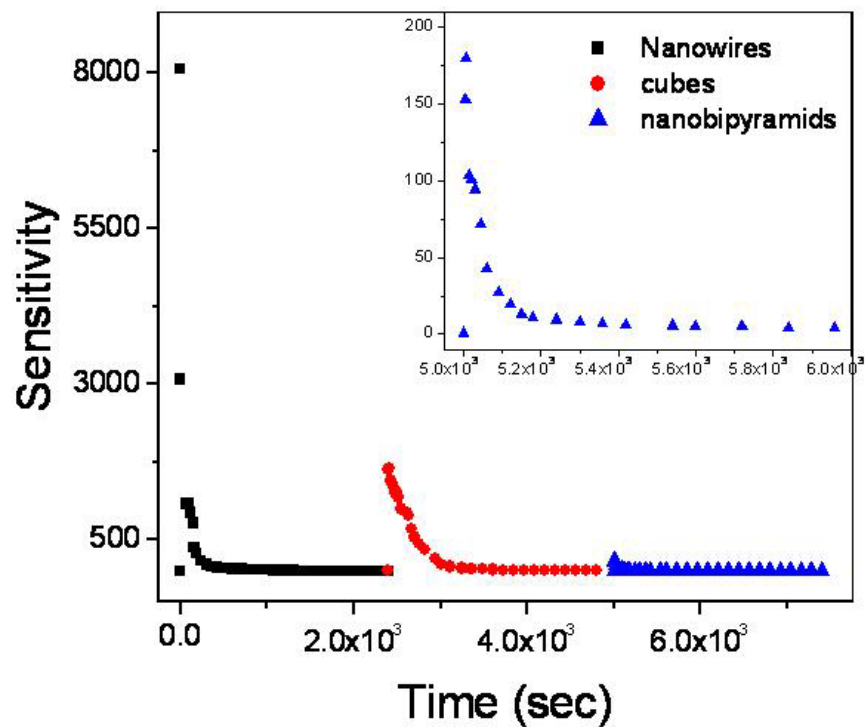 200
150
100
50
0
5.0x10³ 5.2x10³ 5.4x10³ 5.6x10³ 5.8x10³ 6.0x10³
Nanowires
cubes
nanobipyramids
8000
5500
3000
500
Sensitivity
0.0 2.0x10³ 4.0x10³ 6.0x10³
Time (sec)